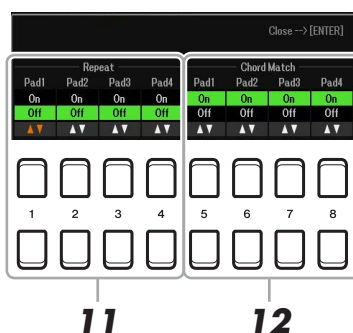 Close --> [ENTER]
Repeat Chord Match
Pad1 Pad2 Pad3 Pad4 Pad1 Pad2 Pad3 Pad4
On On On On On On On On
Off Off Off Off Off Off Off Off
1 2 3 4 5 6 7 8
11 12